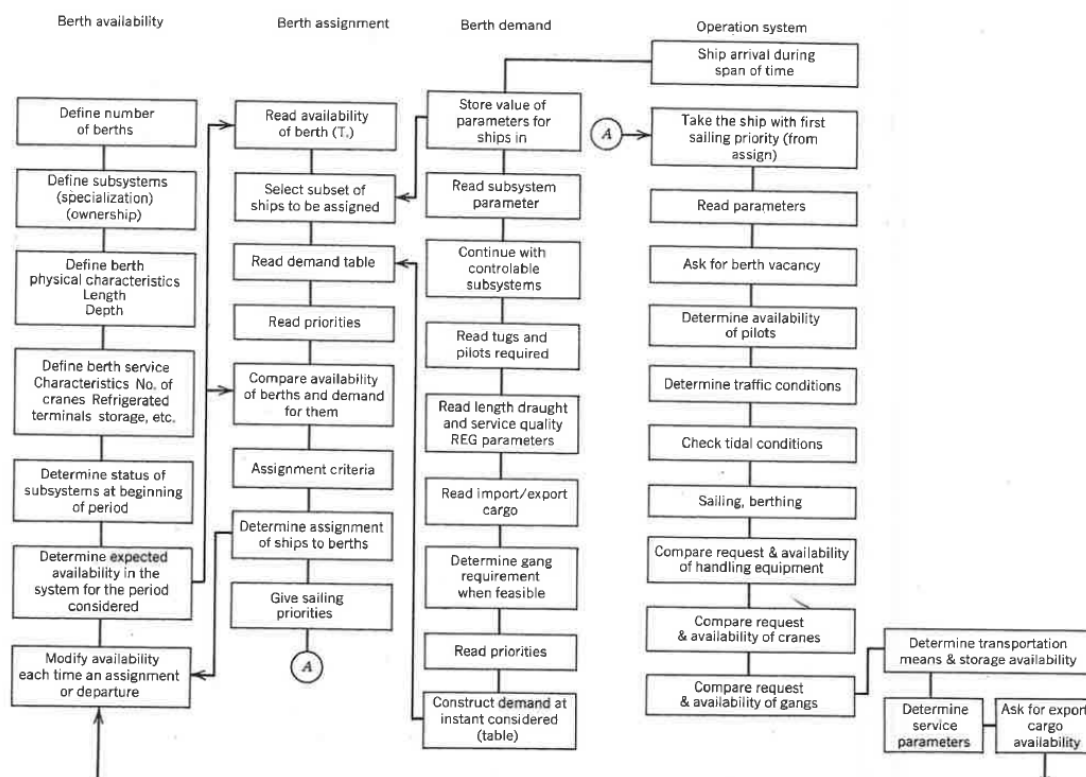 Berth availability
Berth assignment
Berth demand
Operation system
Define number
of berths
Define subsystems
(specialization)
(ownership)
Define berth
physical characteristics
Length
Depth
Define berth service
Characteristics No. of
cranes Refrigerated
terminals storage, etc.
Determine status of
subsystems at beginning
of period
Determine expected
availability in the
system for the period
considered
Modify availability
each time an assignment
or departure
Read availability
of berth (T.)
Select subset of
ships to be assigned
Read demand table
Read priorities
Compare availability
of berths and demand
for them
Assignment criteria
Determine assignment
of ships to berths
Give sailing
priorities
A
Store value of
parameters for
ships in
Read subsystem
parameter
Continue with
controlable
subsystems
Read tugs and
pilots required
Read length draught
and service quality
REG parameters
Read import/export
cargo
Determine gang
requirement
when feasible
Read priorities
Construct demand at
instant considered
(table)
Ship arrival during
span of time
A
Take the ship with first
sailing priority (from
assign)
Read parameters
Ask for berth vacancy
Determine availability
of pilots
Determine traffic conditions
Check tidal conditions
Sailing, berthing
Compare request & availability
of handling equipment
Compare request
& availability of cranes
Compare request
& availability of gangs
Determine transportation
means & storage availability
Determine
service
parameters
Ask for export
cargo
availability